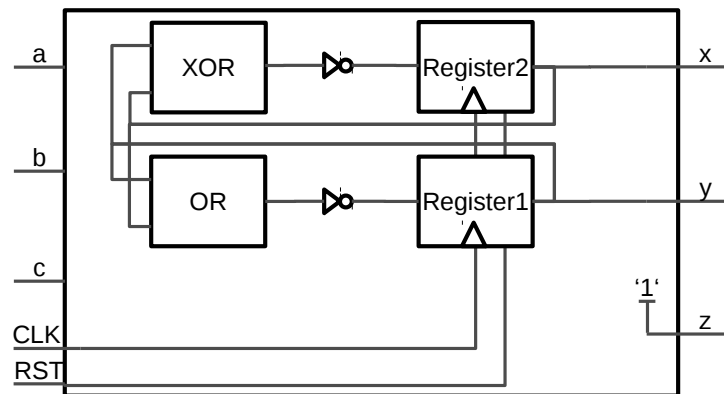 a
XOR
Register2
x
b
OR
Register1
y
c
‘1‘
CLK
z
RST